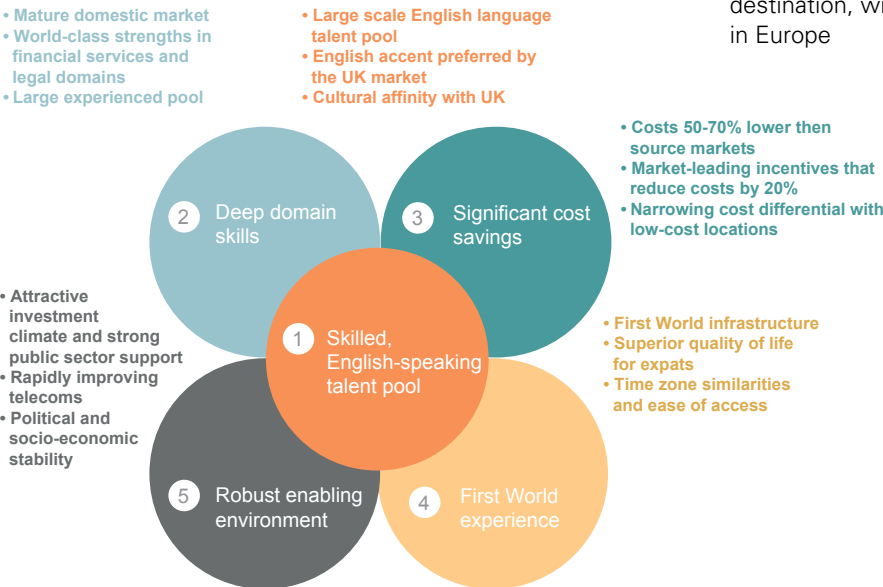 • Mature domestic market
• World-class strengths in
financial services and
legal domains
• Large experienced pool
• Large scale English language
talent pool
• English accent preferred by
the UK market
• Cultural affinity with UK
destination, w
in Europe
• Costs 50-70% lower then
source markets
• Market-leading incentives that
reduce costs by 20%
• Narrowing cost differential with
low-cost locations
2 Deep domain
skills
3 Significant cost
savings
1 Skilled,
English-speaking
talent pool
• Attractive
investment
climate and strong
public sector support
• Rapidly improving
telecoms
• Political and
socio-economic
stability
• First World infrastructure
• Superior quality of life
for expats
• Time zone similarities
and ease of access
5 Robust enabling
environment
4 First World
experience